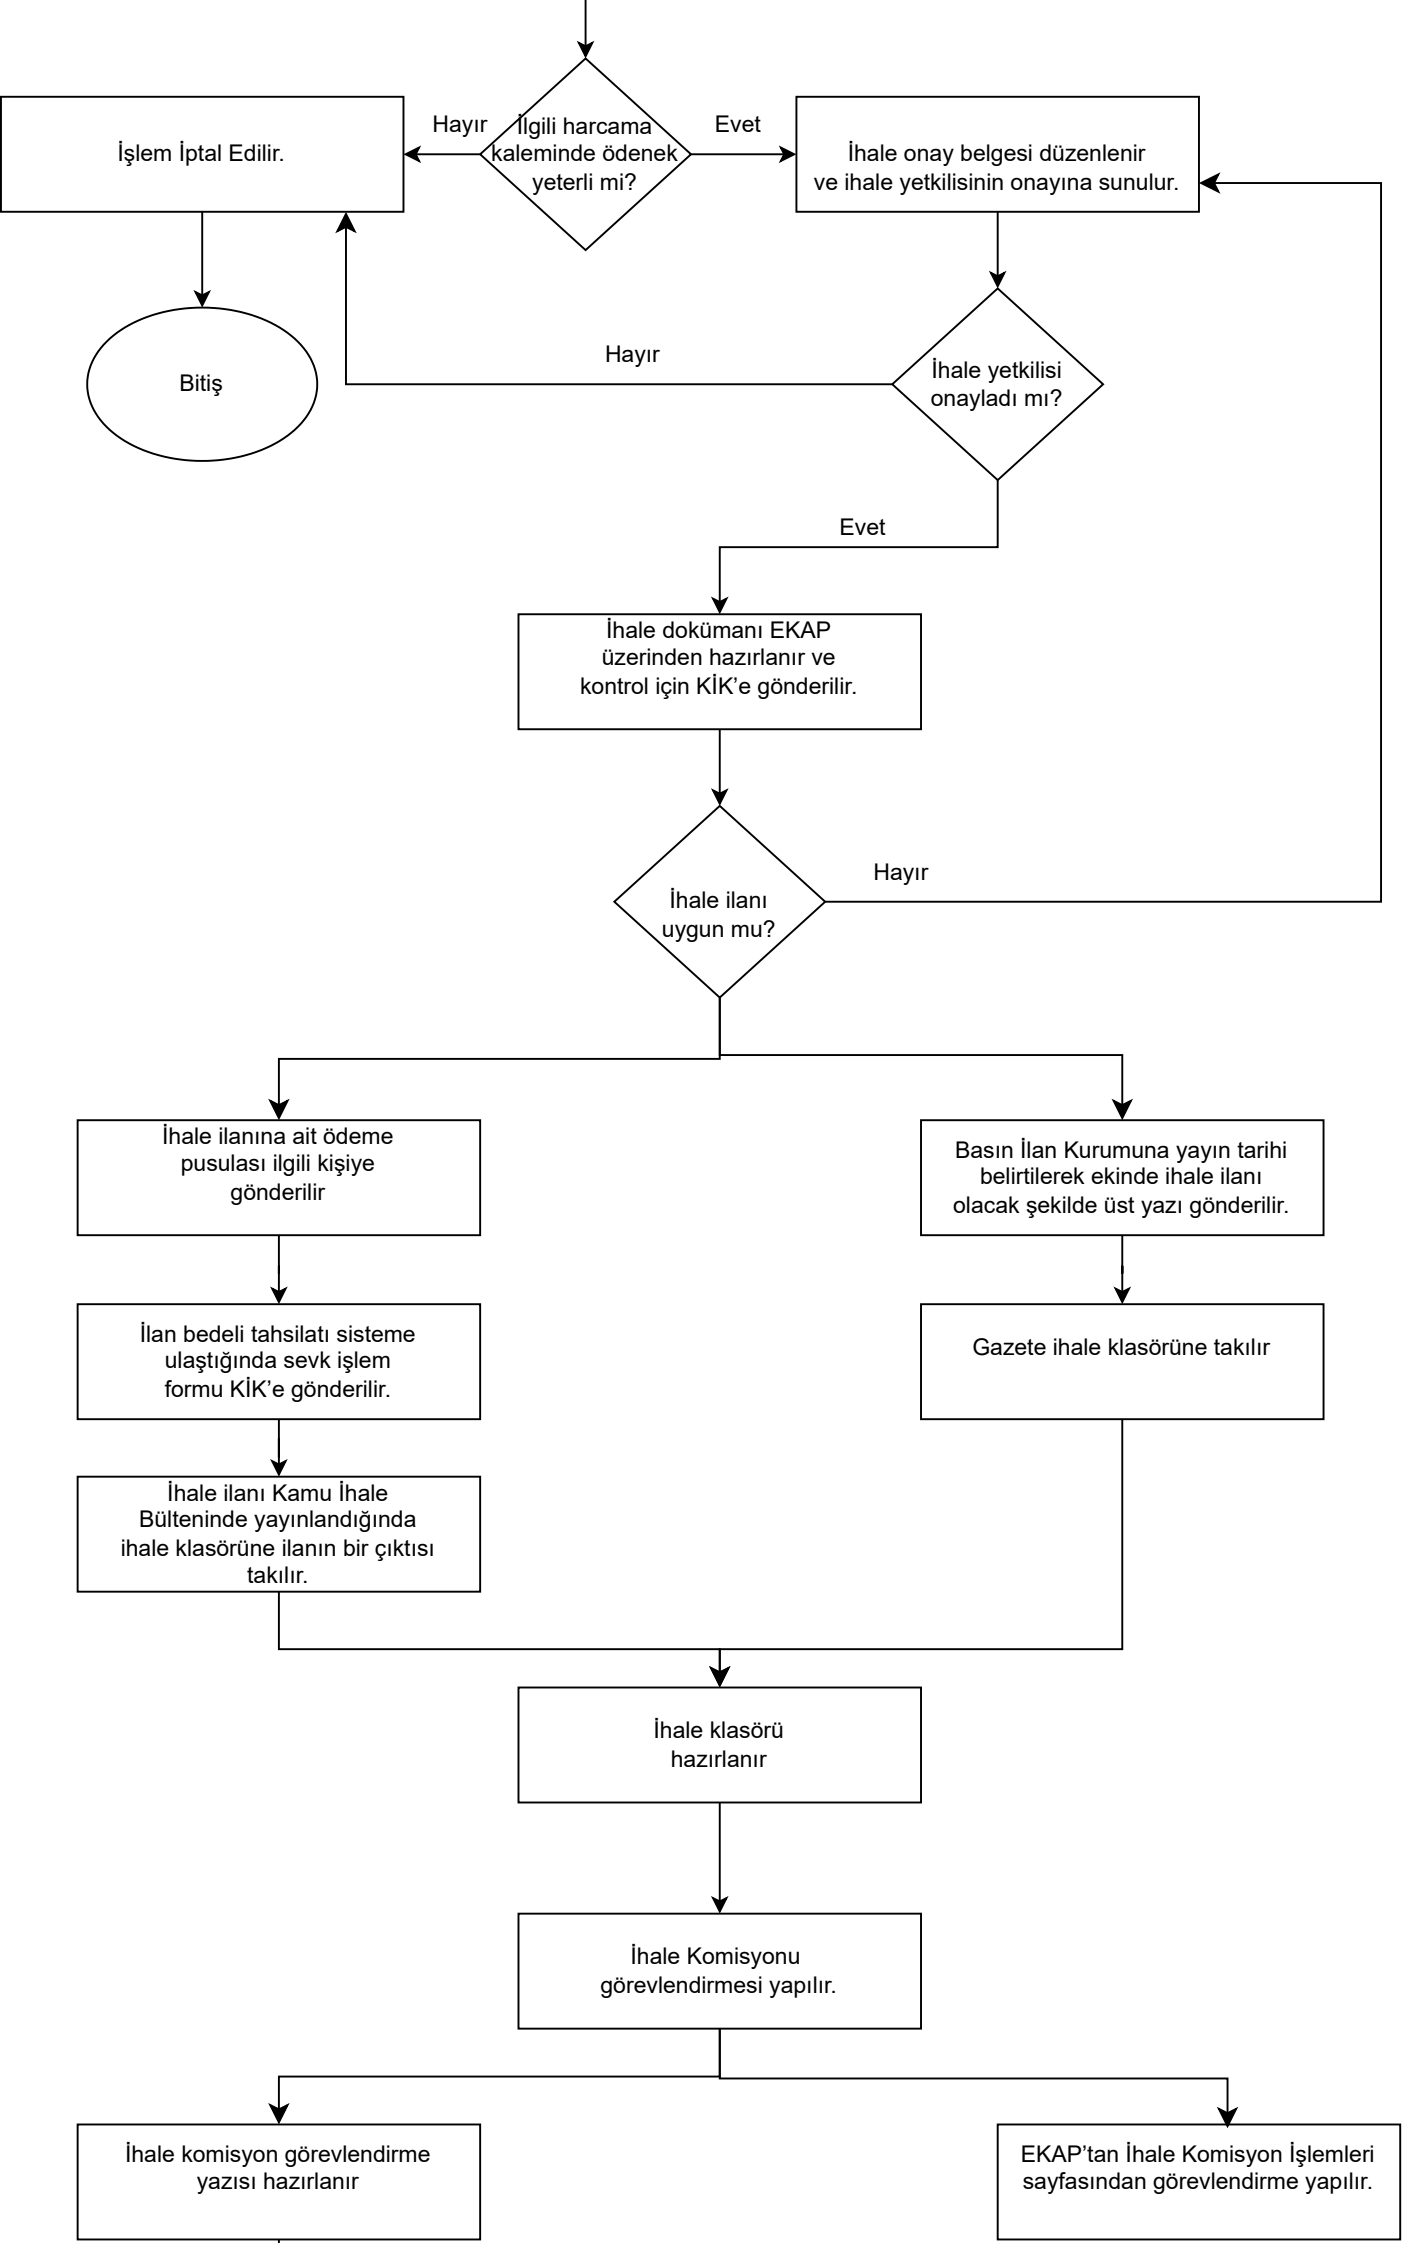 Hayır
İlgili harcama
kaleminde ödenek
yeterli mi?
Evet
İşlem İptal Edilir.
İhale onay belgesi düzenlenir
ve ihale yetkilisinin onayına sunulur.
Bitiş
Hayır
İhale yetkilisi
onayladı mı?
Evet
İhale dokümanı EKAP
üzerinden hazırlanır ve
kontrol için KİK’e gönderilir.
Hayır
İhale ilanı
uygun mu?
İhale ilanına ait ödeme
pusulası ilgili kişiye
gönderilir
Basın İlan Kurumuna yayın tarihi
belirtilerek ekinde ihale ilanı
olacak şekilde üst yazı gönderilir.
İlan bedeli tahsilatı sisteme
ulaştığında sevk işlem
formu KİK’e gönderilir.
Gazete ihale klasörüne takılır
İhale ilanı Kamu İhale
Bülteninde yayınlandığında
ihale klasörüne ilanın bir çıktısı
takılır.
İhale klasörü
hazırlanır
İhale Komisyonu
görevlendirmesi yapılır.
İhale komisyon görevlendirme
yazısı hazırlanır
EKAP’tan İhale Komisyon İşlemleri
sayfasından görevlendirme yapılır.